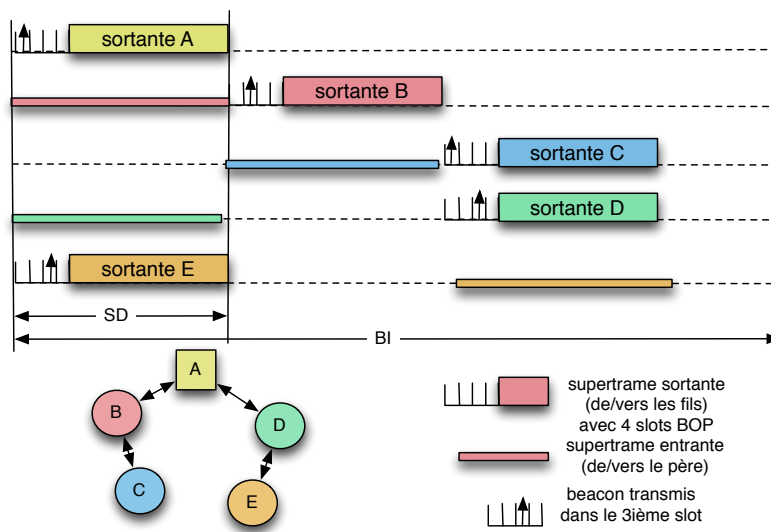 sortante A
sortante B
sortante C
sortante D
sortante E
SD
BI
A
B
D
C
E
supertrame sortante
(de/vers les fils)
avec 4 slots BOP
supertrame entrante
(de/vers le père)
beacon transmis
dans le 3ième slot